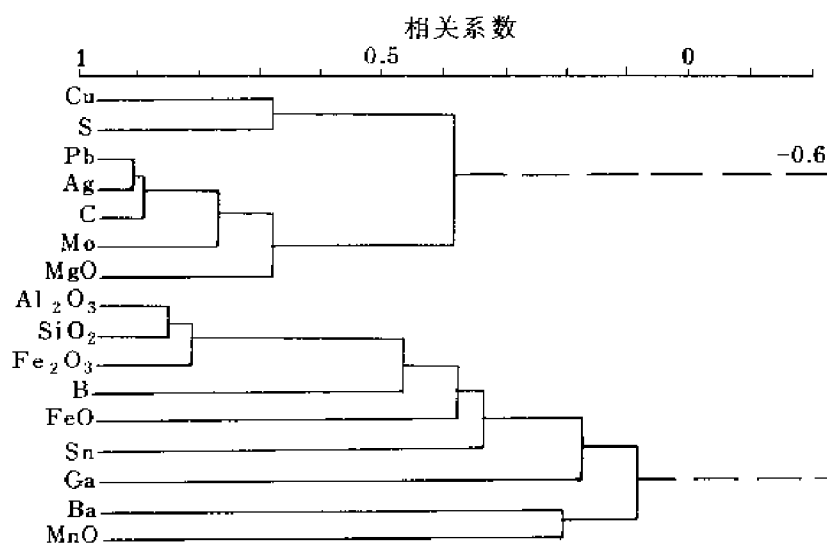 相关系数
1 0.5 0
Cu
S
Pb
-0.6
Ag
C
Mo
MgO
Al₂O₃
SiO₂
Fe₂O₃
B
FeO
Sn
Ga
Ba
MnO